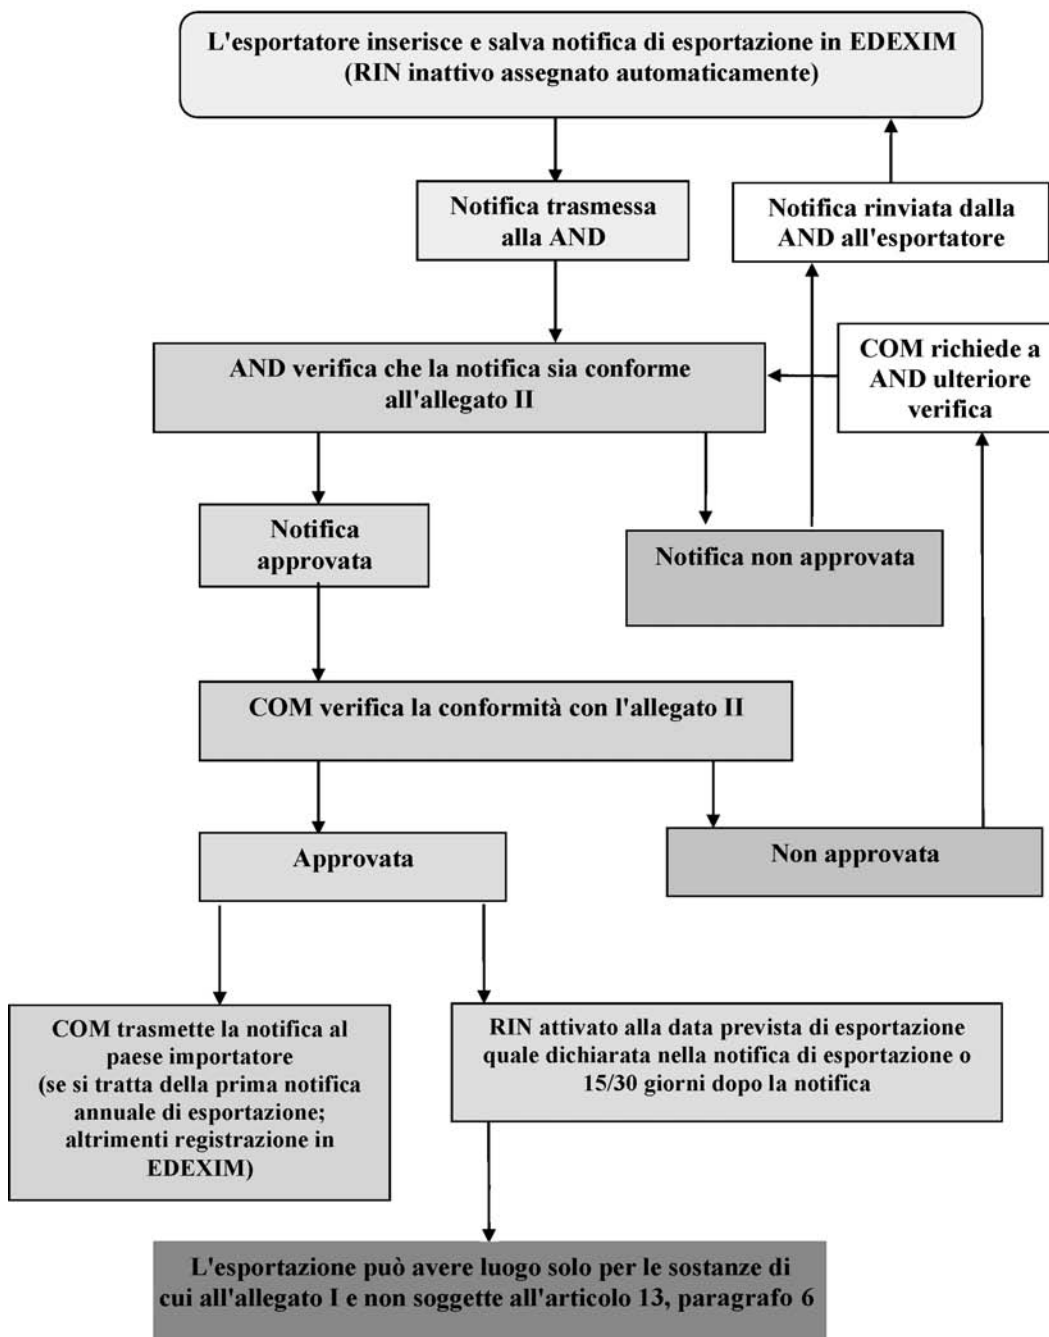 L'esportatore inserisce e salva notifica di esportazione in EDEXIM
(RIN inattivo assegnato automaticamente)
Notifica trasmessa
alla AND
Notifica rinviata dalla
AND all'esportatore
AND verifica che la notifica sia conforme
all'allegato II
COM richiede a
AND ulteriore
verifica
Notifica
approvata
Notifica non approvata
COM verifica la conformità con l'allegato II
Approvata
Non approvata
COM trasmette la notifica al
paese importatore
(se si tratta della prima notifica
annuale di esportazione;
altrimenti registrazione in
EDEXIM)
RIN attivato alla data prevista di esportazione
quale dichiarata nella notifica di esportazione o
15/30 giorni dopo la notifica
L'esportazione può avere luogo solo per le sostanze di
cui all'allegato I e non soggette all'articolo 13, paragrafo 6